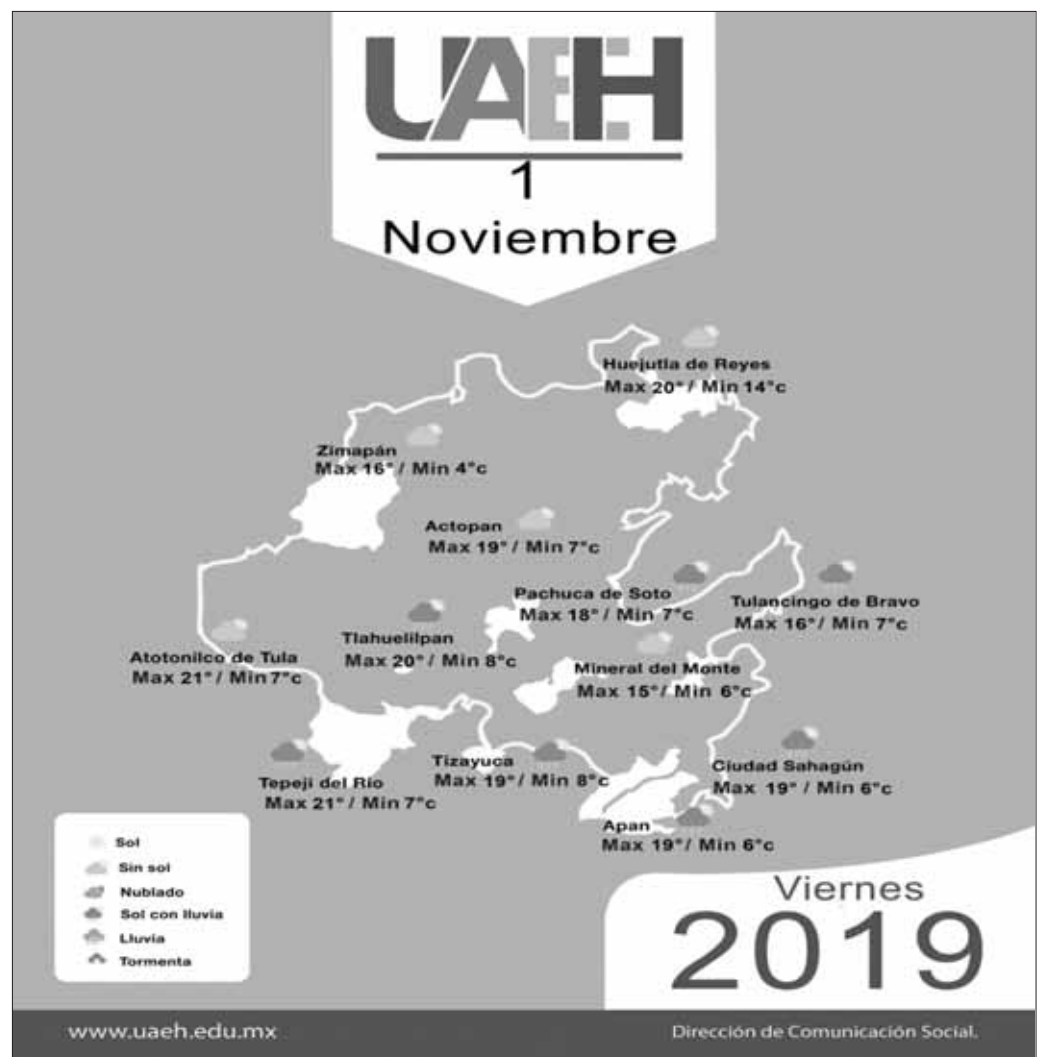 UAEH
1
Noviembre
Huejutla de Reyes
Max 20° / Min 14°c
Zimapán
Max 16° / Min 4°c
Actopan
Max 19° / Min 7°c
Pachuca de Soto
Max 18° / Min 7°c
Tulancingo de Bravo
Max 16° / Min 7°c
Tlahuelilpan
Max 20° / Min 8°c
Atotonilco de Tula
Max 21° / Min 7°c
Mineral del Monte
Max 15° / Min 6°c
Tizayuca
Max 19° / Min 8°c
Ciudad Sahagún
Max 19° / Min 6°c
Tepeji del Río
Max 21° / Min 7°c
Apan
Max 19° / Min 6°c
Sol
Sin sol
Nublado
Sol con lluvia
Lluvia
Tormenta
Viernes
2019
www.uaeh.edu.mx
Dirección de Comunicación Social.